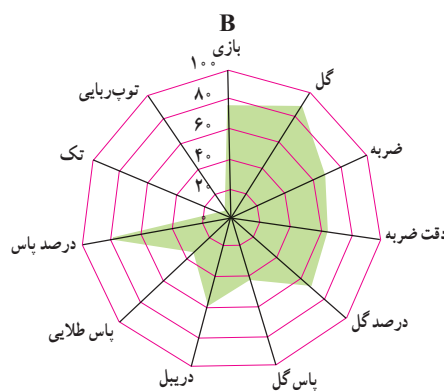 B
بازی
گل
ضربه
دقت ضربه
درصد گل
پاس گل
دریبل
پاس طلایی
درصد پاس
تک
توپ‌ربایی
۱۰۰
۸۰
۶۰
۴۰
۲۰
۰